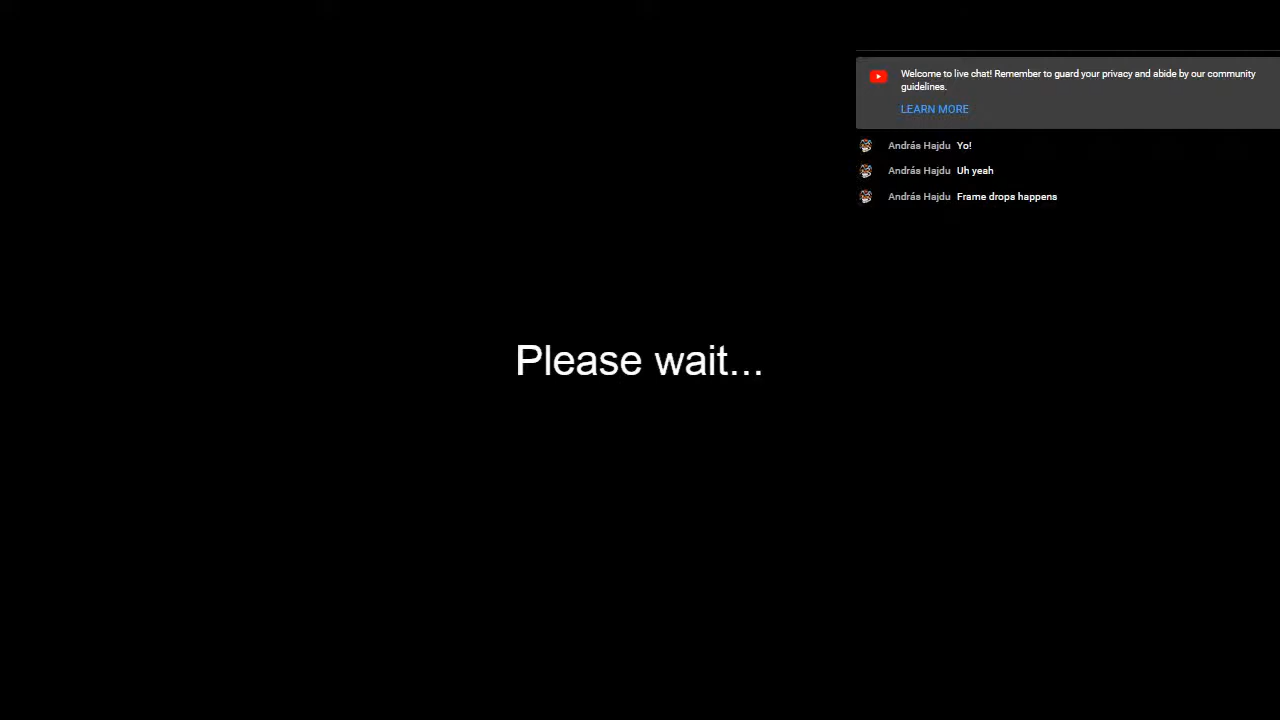 Welcome to live chat! Remember to guard your privacy and abide by our community
guidelines.
LEARN MORE
András Hajdu Yo!
András Hajdu Uh yeah
András Hajdu Frame drops happens
Please wait...